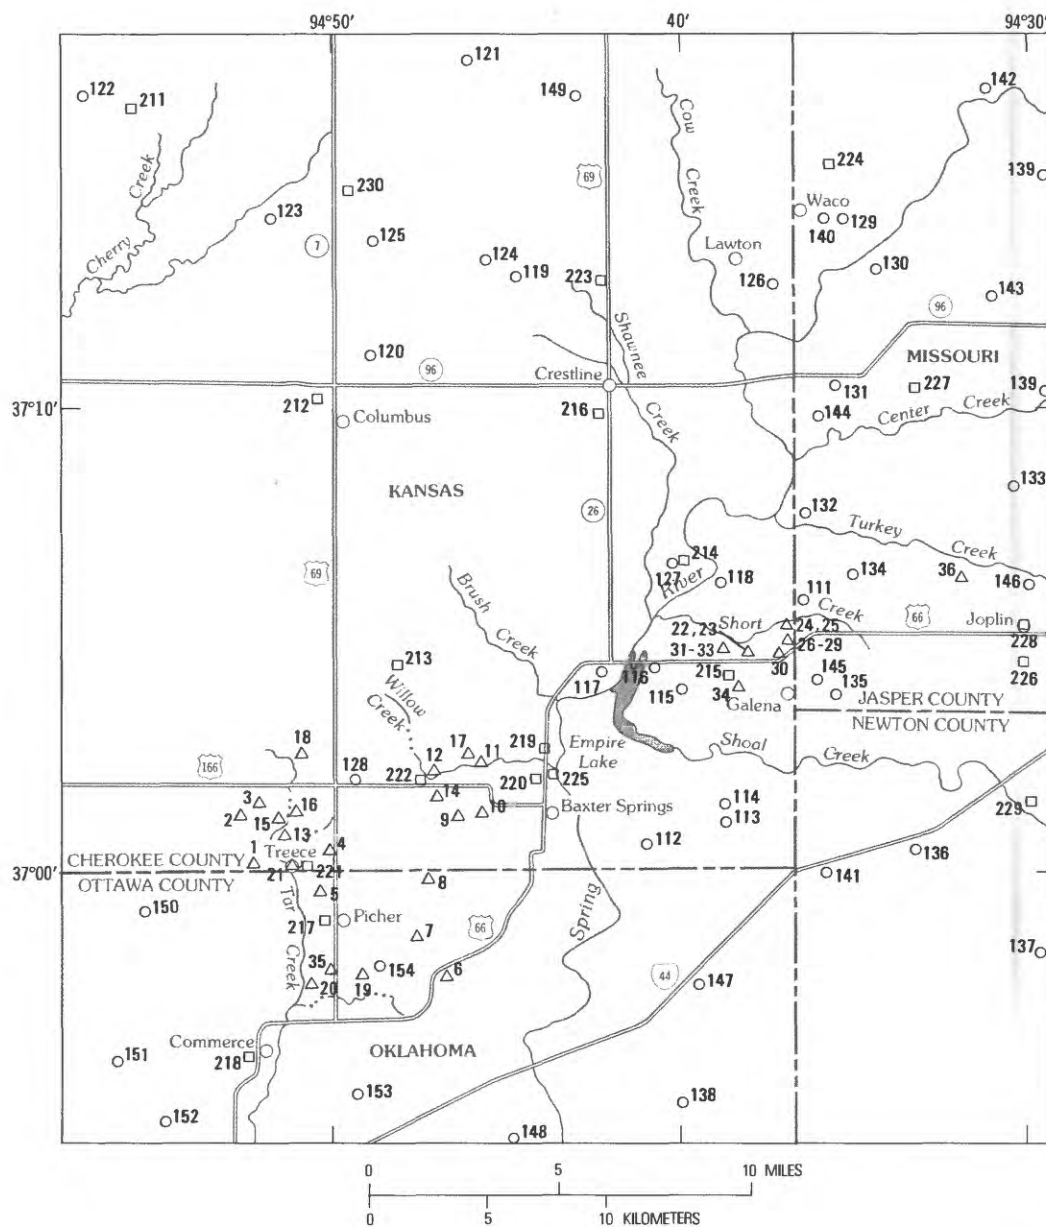 94°50'
40'
94°30'
121
122
211
149
142
Cow
Creek
224
139
230
69
Creek
Waco
123
7
125
140
129
Cherry
124
Lawton
119
223
126
130
143
Shawnee
96
120
96
Crestline
MISSOURI
131
227
139
37°10'
212
Columbus
216
144
Center
Creek
Creek
KANSAS
133
26
132
Turkey
Creek
214
127
River
118
134
36
146
69
Brush
Creek
111
Creek
Short
22, 23
24, 25
66
Joplin
31-33
26-29
228
213
116
215
30
226
117
115
34
Galena
145
135
JASPER COUNTY
NEWTON COUNTY
Willow
Creek
18
17
11
219
Empire
Lake
Shoal
Creek
166
128
12
222
220
225
3
16
14
10
Baxter Springs
114
229
2
15
9
113
13
4
112
1
Treece
136
37°00'
CHEROKEE COUNTY
21
221
141
OTTAWA COUNTY
5
8
150
Tar
Creek
217
Picher
7
66
Spring
137
35
154
6
44
147
20
19
Commerce
151
218
OKLAHOMA
153
138
152
148
0
5
10 MILES
0
5
10 KILOMETERS